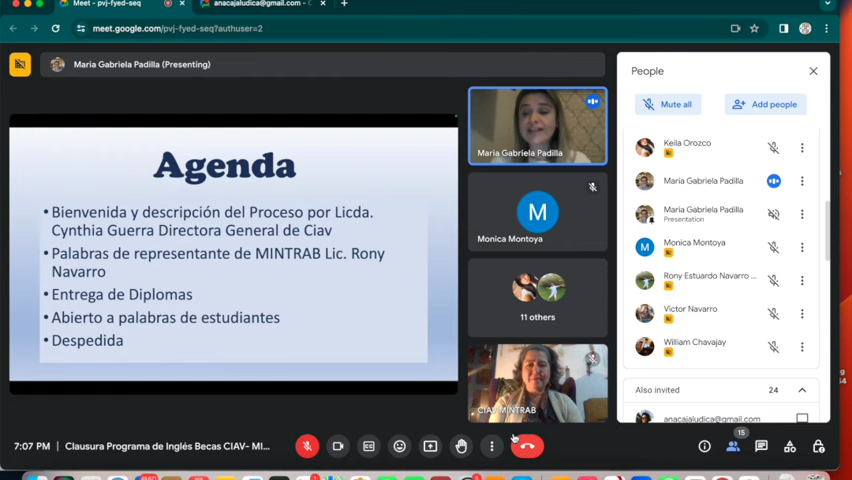 Meet - pvj-fyed-seq
anacajaludica@gmail.com - C
meet.google.com/pvj-fyed-seq?authuser=2
Maria Gabriela Padilla (Presenting)
Agenda
• Bienvenida y descripción del Proceso por Licda.
Cynthia Guerra Directora General de Ciav
• Palabras de representante de MINTRAB Lic. Rony
Navarro
• Entrega de Diplomas
• Abierto a palabras de estudiantes
• Despedida
Maria Gabriela Padilla
M
Monica Montoya
11 others
CIAV MINTRAB
People
Mute all
Add people
Keila Orozco
Maria Gabriela Padilla
Maria Gabriela Padilla
Presentation
M
Monica Montoya
Rony Estuardo Navarro ...
Victor Navarro
William Chavajay
Also invited
24
anacajaludica@gmail.com
7:07 PM
Clausura Programa de Inglés Becas CIAV- MI...
15